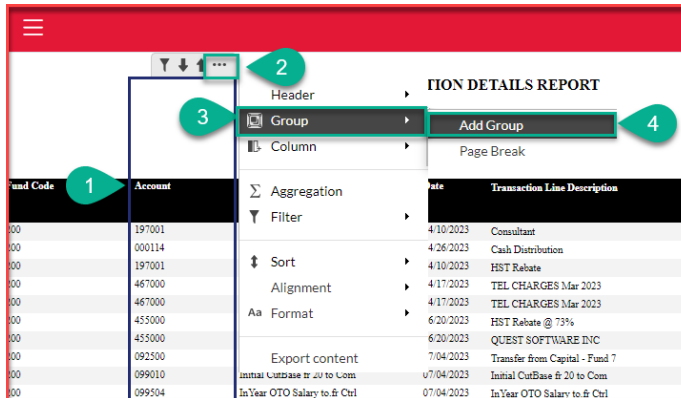 2
Header
TION DETAILS REPORT
3
Group
Add Group
4
Column
Page Break
1
Fund Code Account Date Transaction Line Description
Aggregation
Filter
200 197001 4/10/2023 Consultant
200 000114 4/26/2023 Cash Distribution
200 197001 Sort 4/10/2023 HST Rebate
200 467000 4/17/2023 TEL CHARGES Mar 2023
200 467000 Alignment 4/17/2023 TEL CHARGES Mar 2023
200 455000 Aa Format 6/20/2023 HST Rebate @ 73%
200 455000 6/20/2023 QUEST SOFTWARE INC
200 092500 Export content 7/04/2023 Transfer from Capital - Fund 7
200 099010 Initial CutBase fr 20 to Com 07/04/2023 Initial CutBase fr 20 to Com
200 099504 InYear OTO Salary to.fr Ctrl 07/04/2023 InYear OTO Salary to.fr Ctrl